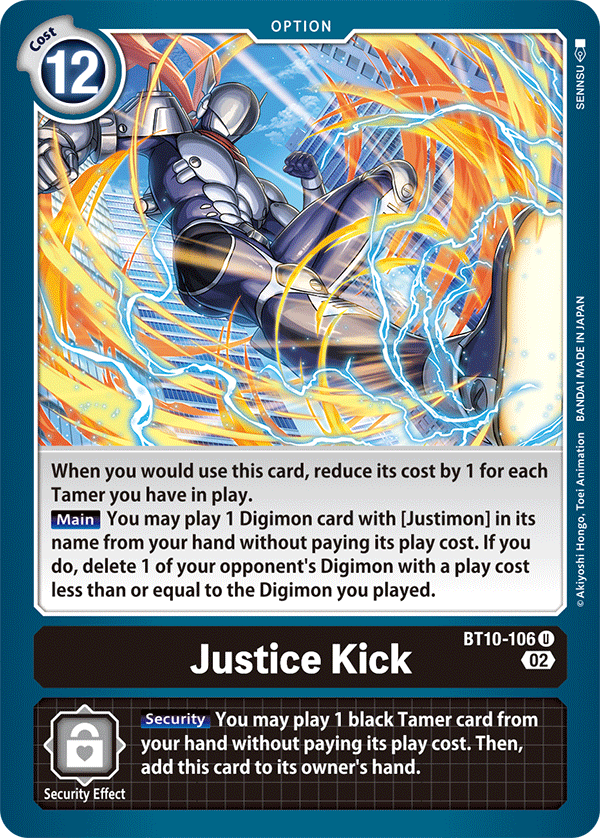 OPTION
Cost
12
SENNSU
When you would use this card, reduce its cost by 1 for each
Tamer you have in play.
Main You may play 1 Digimon card with [Justimon] in its
name from your hand without paying its play cost. If you
do, delete 1 of your opponent's Digimon with a play cost
less than or equal to the Digimon you played.
© Akiyoshi Hongo, Toei Animation BANDAI MADE IN JAPAN
BT10-106 U
Justice Kick
02
Security You may play 1 black Tamer card from
your hand without paying its play cost. Then,
add this card to its owner's hand.
Security Effect